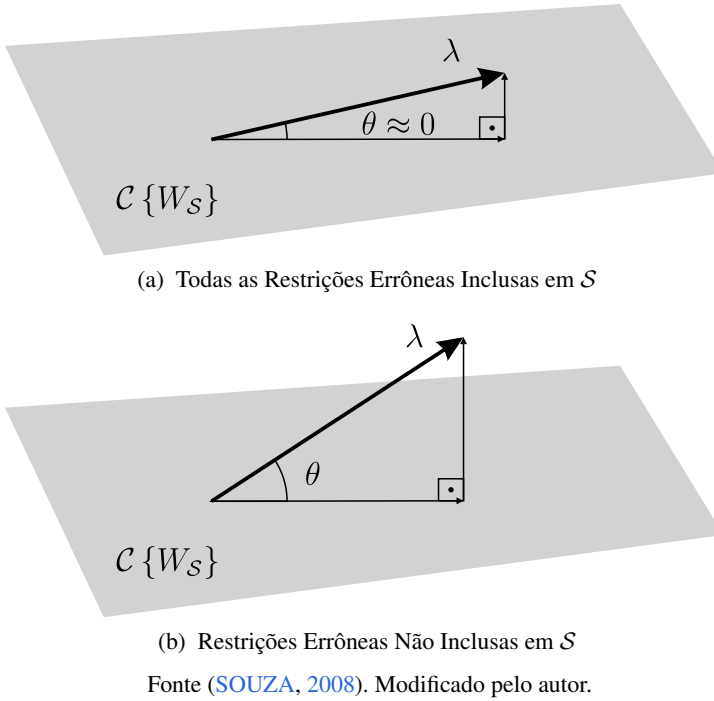 λ
θ ≈ 0
C {W_S}
(a) Todas as Restrições Errôneas Inclusas em S
λ
θ
C {W_S}
(b) Restrições Errôneas Não Inclusas em S
Fonte (SOUZA, 2008). Modificado pelo autor.